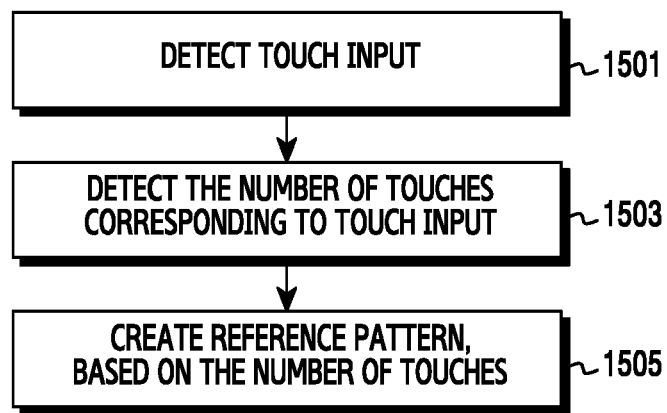 DETECT TOUCH INPUT
1501
DETECT THE NUMBER OF TOUCHES
CORRESPONDING TO TOUCH INPUT
1503
CREATE REFERENCE PATTERN,
BASED ON THE NUMBER OF TOUCHES
1505